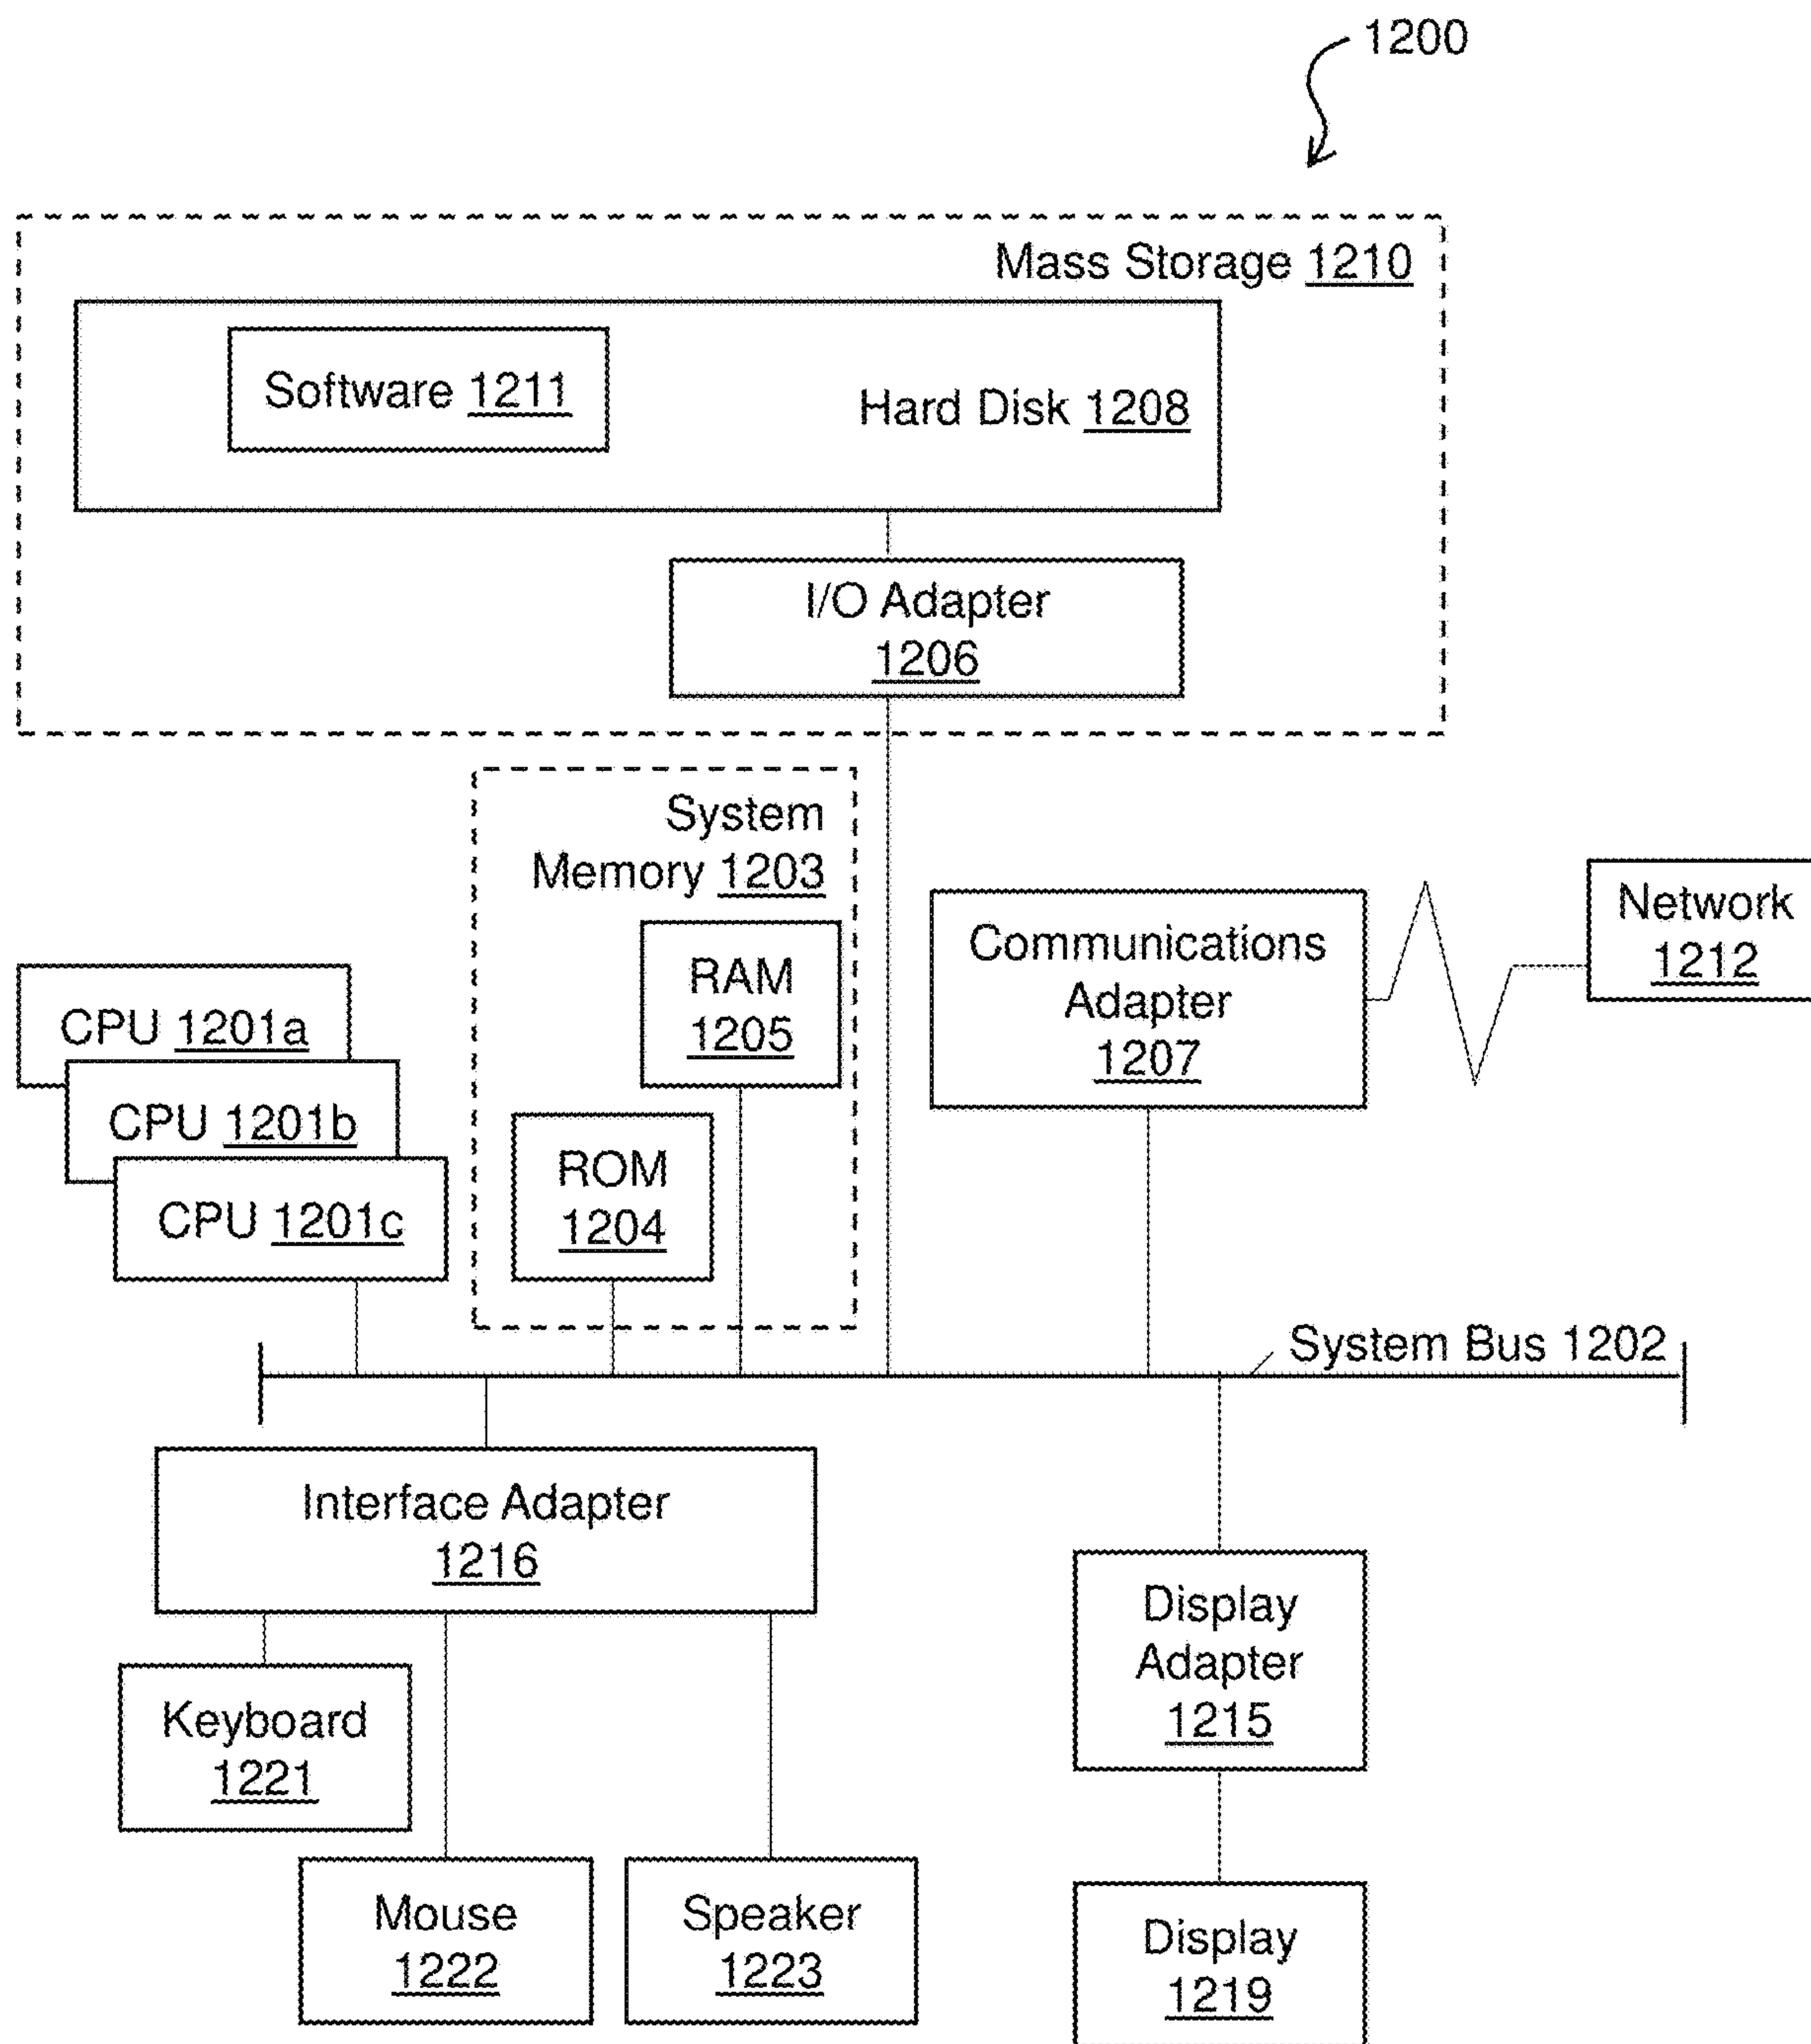 1200
Mass Storage 1210
Software 1211
Hard Disk 1208
I/O Adapter
1206
System
Memory 1203
RAM
1205
ROM
1204
Communications
Adapter
1207
Network
1212
CPU 1201a
CPU 1201b
CPU 1201c
System Bus 1202
Interface Adapter
1216
Keyboard
1221
Mouse
1222
Speaker
1223
Display
Adapter
1215
Display
1219